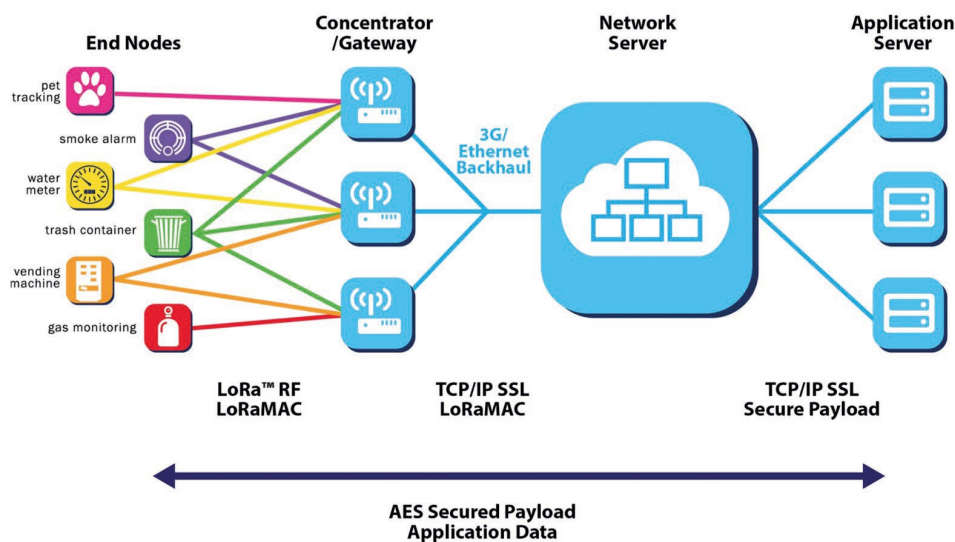 End Nodes
Concentrator
/Gateway
Network
Server
Application
Server
pet
tracking
smoke alarm
water
meter
trash container
vending
machine
gas monitoring
3G/
Ethernet
Backhaul
LoRa™ RF
LoRaMAC
TCP/IP SSL
LoRaMAC
TCP/IP SSL
Secure Payload
AES Secured Payload
Application Data